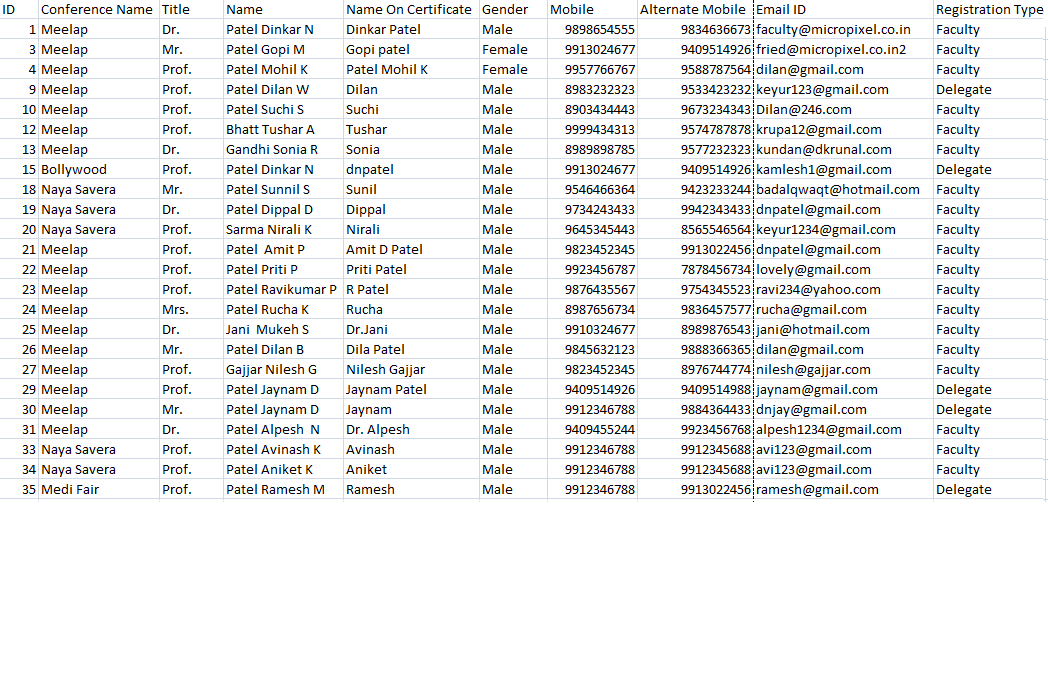 ID Conference Name Title Name Name On Certificate Gender Mobile Alternate Mobile Email ID Registration Type
1 Meelap Dr. Patel Dinkar N Dinkar Patel Male 9898654555 9834636673 faculty@micropixel.co.in Faculty
3 Meelap Mr. Patel Gopi M Gopi patel Female 9913024677 9409514926 fried@micropixel.co.in2 Faculty
4 Meelap Prof. Patel Mohil K Patel Mohil K Female 9957766767 9588787564 dilan@gmail.com Faculty
9 Meelap Prof. Patel Dilan W Dilan Male 8983232323 9533423232 keyur123@gmail.com Delegate
10 Meelap Prof. Patel Suchi S Suchi Male 8903434443 9673234343 Dilan@246.com Faculty
12 Meelap Prof. Bhatt Tushar A Tushar Male 9999434313 9574787878 krupa12@gmail.com Faculty
13 Meelap Dr. Gandhi Sonia R Sonia Male 8989898785 9577232323 kundan@dkrunal.com Faculty
15 Bollywood Prof. Patel Dinkar N dnpatel Male 9913024677 9409514926 kamlesh1@gmail.com Delegate
18 Naya Savera Mr. Patel Sunnil S Sunil Male 9546466364 9423233244 badalqwaqt@hotmail.com Faculty
19 Naya Savera Dr. Patel Dippal D Dippal Male 9734243433 9942343433 dnpatel@gmail.com Faculty
20 Naya Savera Prof. Sarma Nirali K Nirali Male 9645345443 8565546564 keyur1234@gmail.com Faculty
21 Meelap Prof. Patel  Amit P Amit D Patel Male 9823452345 9913022456 dnpatel@gmail.com Faculty
22 Meelap Prof. Patel Priti P Priti Patel Male 9923456787 7878456734 lovely@gmail.com Faculty
23 Meelap Prof. Patel Ravikumar P R Patel Male 9876435567 9754345523 ravi234@yahoo.com Faculty
24 Meelap Mrs. Patel Rucha K Rucha Male 8987656734 9836457577 rucha@gmail.com Faculty
25 Meelap Dr. Jani  Mukeh S Dr.Jani Male 9910324677 8989876543 jani@hotmail.com Faculty
26 Meelap Mr. Patel Dilan B Dila Patel Male 9845632123 9888366365 dilan@gmail.com Faculty
27 Meelap Prof. Gajjar Nilesh G Nilesh Gajjar Male 9823452345 8976744774 nilesh@gajjar.com Faculty
29 Meelap Prof. Patel Jaynam D Jaynam Patel Male 9409514926 9409514988 jaynam@gmail.com Delegate
30 Meelap Mr. Patel Jaynam D Jaynam Male 9912346788 9884364433 dnjay@gmail.com Delegate
31 Meelap Dr. Patel Alpesh  N Dr. Alpesh Male 9409455244 9923456768 alpesh1234@gmail.com Faculty
33 Naya Savera Prof. Patel Avinash K Avinash Male 9912346788 9912345688 avi123@gmail.com Faculty
34 Naya Savera Prof. Patel Aniket K Aniket Male 9912346788 9912345688 avi123@gmail.com Faculty
35 Medi Fair Prof. Patel Ramesh M Ramesh Male 9912346788 9913022456 ramesh@gmail.com Delegate